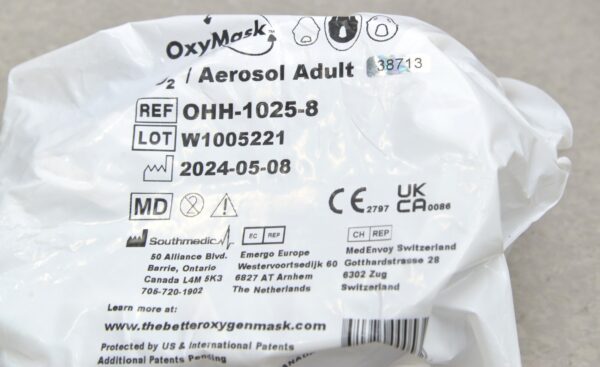 OxyMask™
O₂ / Aerosol Adult 38713
REF OHH-1025-8
LOT W1005221
2024-05-08
MD
CE 2797 UK CA 0086
Southmedic
50 Alliance Blvd.
Barrie, Ontario
Canada L4M 5K3
705-720-1902
EC REP
Emergo Europe
Westervoortsedijk 60
6827 AT Arnhem
The Netherlands
CH REP
MedEnvoy Switzerland
Gotthardstrasse 28
6302 Zug
Switzerland
Learn more at:
www.thebetteroxygenmask.com
Protected by US & International Patents
Additional Patents Pending